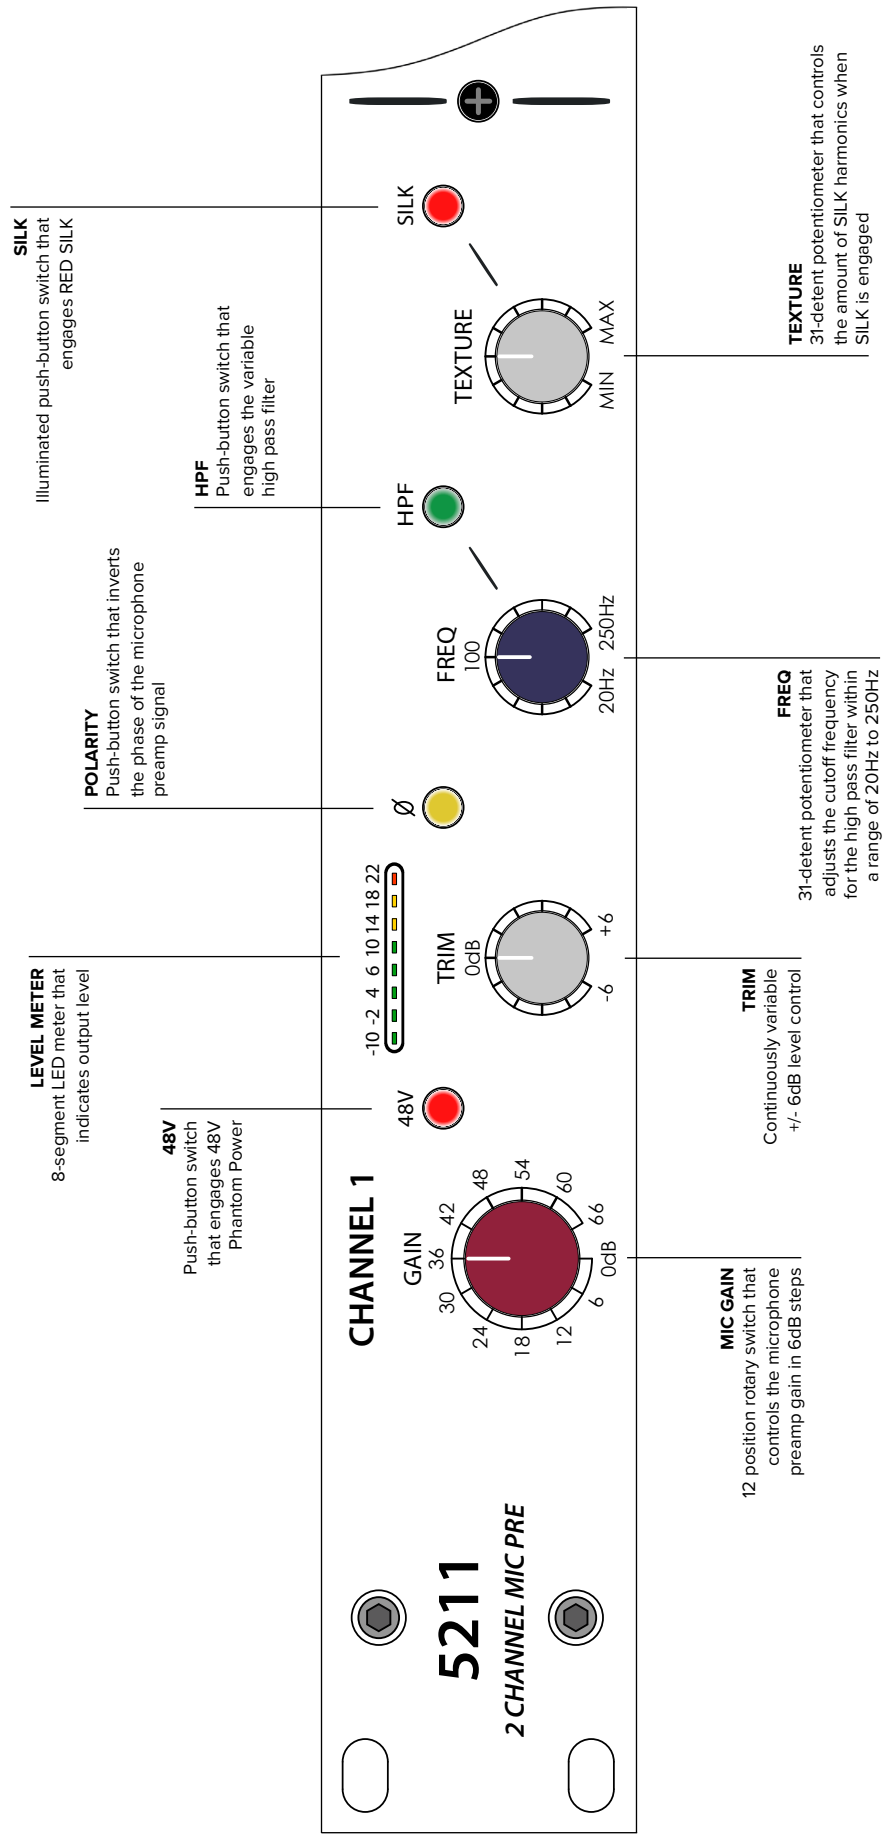 48V
Push-button switch
that engages 48V
Phantom Power
LEVEL METER
8-segment LED meter that
indicates output level
POLARITY
Push-button switch that inverts
the phase of the microphone
preamp signal
HPF
Push-button switch that
engages the variable
high pass filter
SILK
Illuminated push-button switch that
engages RED SILK
5211
2 CHANNEL MIC PRE
CHANNEL 1
GAIN
0dB
6
12
18
24
30
36
42
48
54
60
66
48V
-10 -2 4 6 10 14 18 22
TRIM
0dB
-6
+6
Ø
FREQ
100
20Hz
250Hz
HPF
TEXTURE
MIN
MAX
SILK
MIC GAIN
12 position rotary switch that
controls the microphone
preamp gain in 6dB steps
TRIM
Continuously variable
+/- 6dB level control
FREQ
31-detent potentiometer that
adjusts the cutoff frequency
for the high pass filter within
a range of 20Hz to 250Hz
TEXTURE
31-detent potentiometer that controls
the amount of SILK harmonics when
SILK is engaged